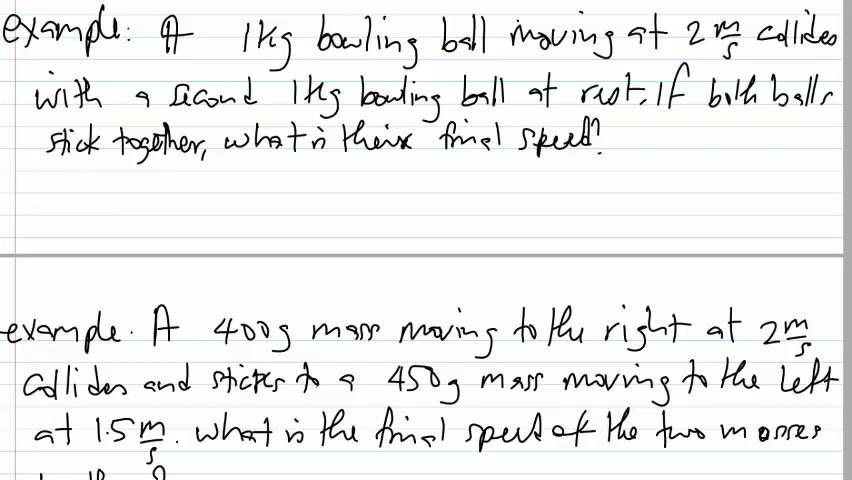 example: A 1kg bowling ball moving at 2 m/s collides
with a second 1kg bowling ball at rest. If both balls
stick together, what is their final speed?
example. A 400g mass moving to the right at 2 m/s
collides and sticks to a 450g mass moving to the left
at 1.5 m/s. what is the final speed of the two masses